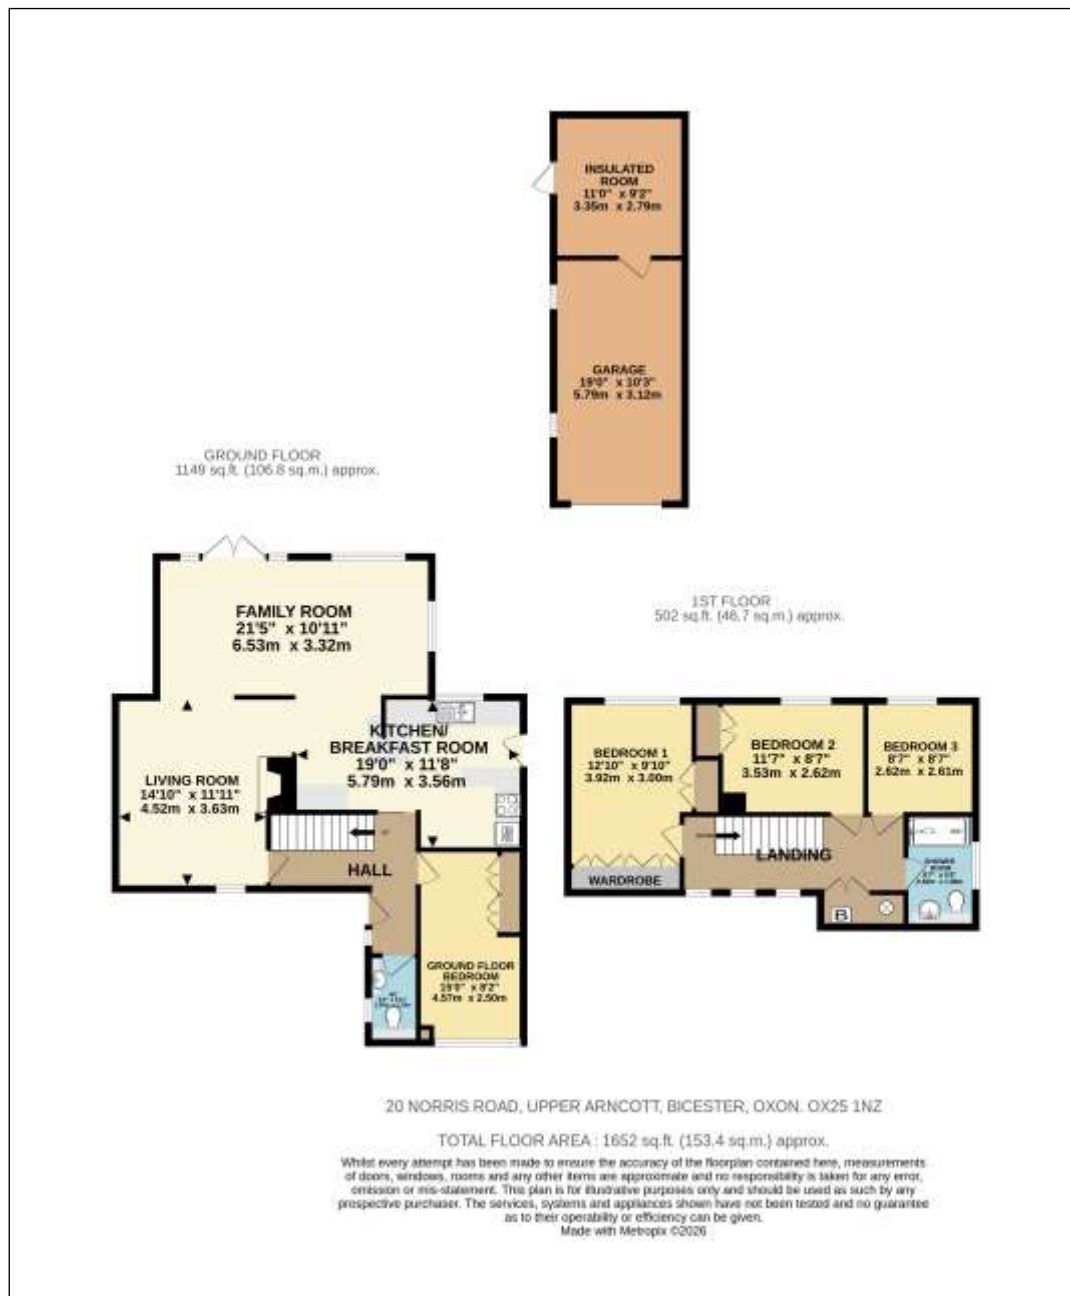 INSULATED
ROOM
11'0" x 9'2"
3.35m x 2.79m
GARAGE
19'0" x 10'3"
5.79m x 3.12m
GROUND FLOOR
1149 sq.ft. (106.8 sq.m.) approx.
FAMILY ROOM
21'5" x 10'11"
6.53m x 3.32m
KITCHEN/
BREAKFAST ROOM
19'0" x 11'8"
5.79m x 3.56m
LIVING ROOM
14'10" x 11'11"
4.52m x 3.63m
HALL
GROUND FLOOR
BEDROOM
15'0" x 8'2"
4.57m x 2.50m
1ST FLOOR
502 sq.ft. (46.7 sq.m.) approx.
BEDROOM 1
12'10" x 9'10"
3.92m x 3.00m
BEDROOM 2
11'7" x 8'7"
3.53m x 2.62m
BEDROOM 3
8'7" x 8'7"
2.62m x 2.61m
LANDING
WARDROBE
SHOWER
ROOM
B
20 NORRIS ROAD, UPPER ARNCOTT, BICESTER, OXON. OX25 1NZ
TOTAL FLOOR AREA : 1652 sq.ft. (153.4 sq.m.) approx.
Whilst every attempt has been made to ensure the accuracy of the floorplan contained here, measurements
of doors, windows, rooms and any other items are approximate and no responsibility is taken for any error,
omission or mis-statement. This plan is for illustrative purposes only and should be used as such by any
prospective purchaser. The services, systems and appliances shown have not been tested and no guarantee
as to their operability or efficiency can be given.
Made with Metropix ©2026